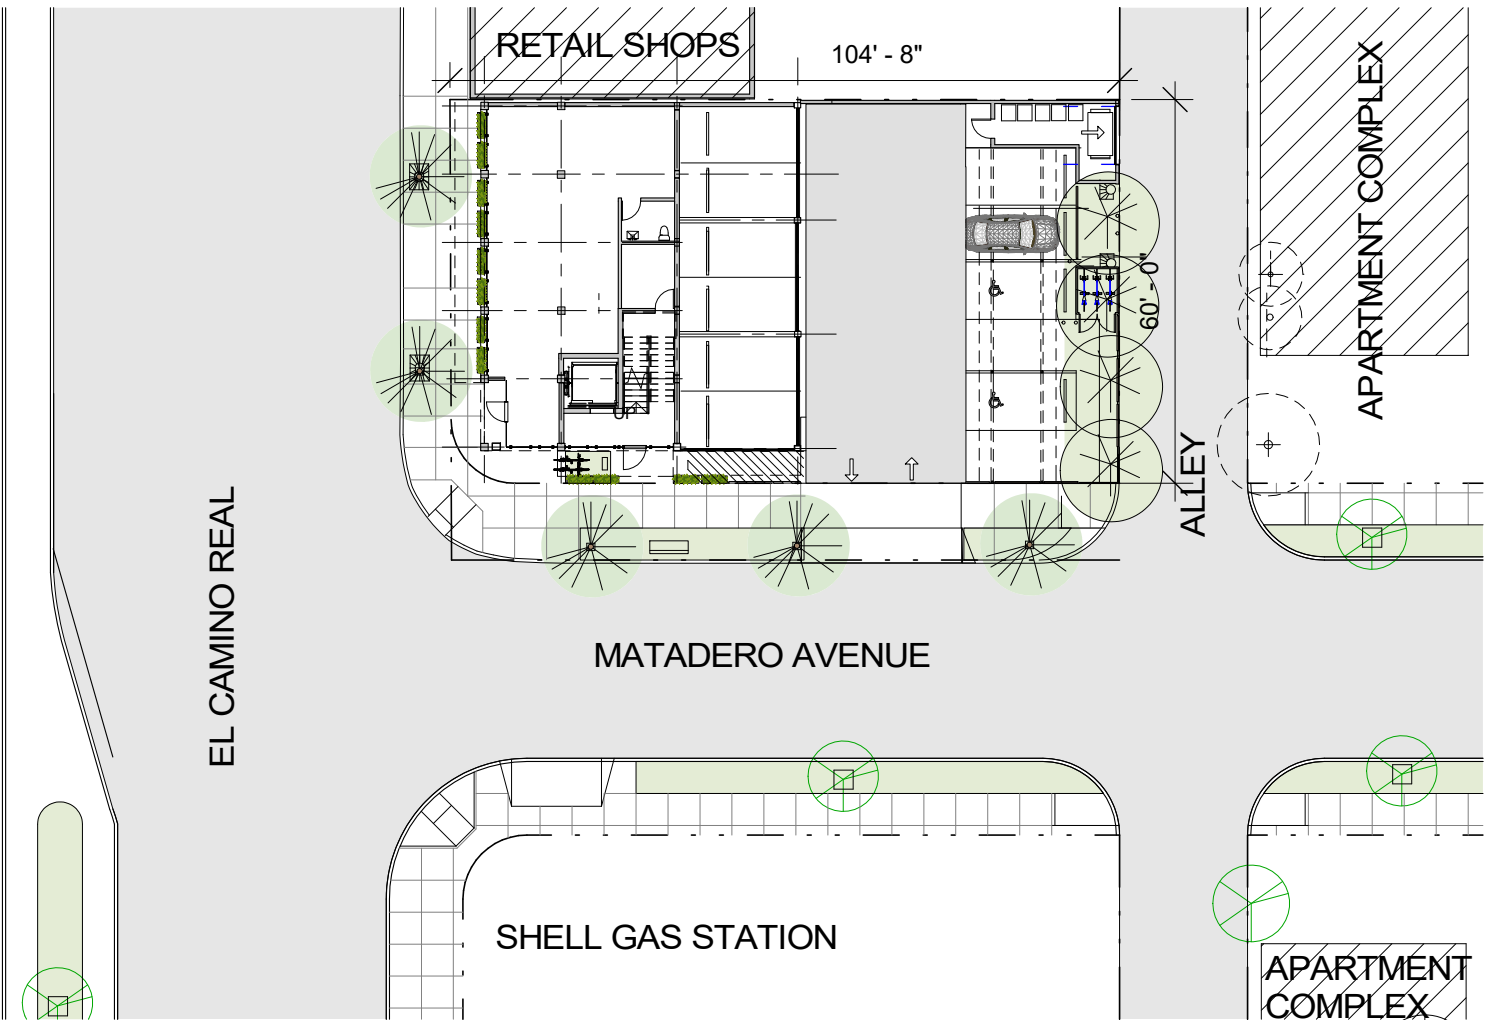 RETAIL SHOPS
104' - 8"
APARTMENT COMPLEX
60' - 0"
UP
ALLEY
EL CAMINO REAL
MATADERO AVENUE
SHELL GAS STATION
APARTMENT
COMPLEX